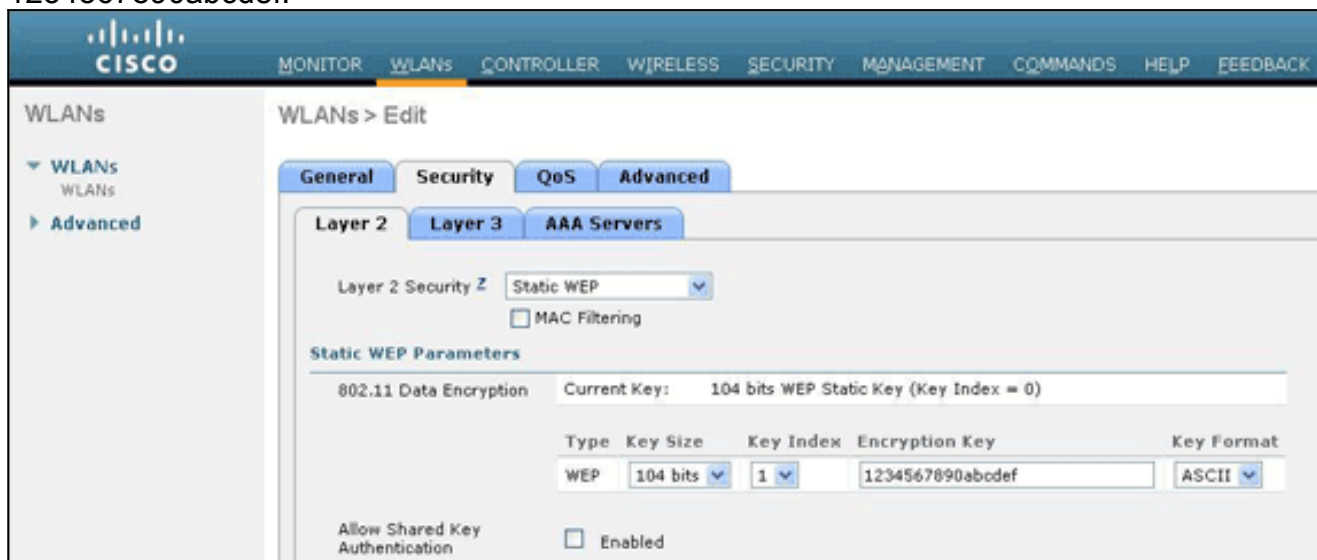 CISCO
MONITOR WLANs CONTROLLER WIRELESS SECURITY MANAGEMENT COMMANDS HELP FEEDBACK
WLANs
WLANs > Edit
WLANs
WLANs
Advanced
General Security QoS Advanced
Layer 2 Layer 3 AAA Servers
Layer 2 Security Z Static WEP
MAC Filtering
Static WEP Parameters
802.11 Data Encryption Current Key: 104 bits WEP Static Key (Key Index = 0)
Type Key Size Key Index Encryption Key Key Format
WEP 104 bits 1 1234567890abcdef ASCII
Allow Shared Key
Authentication
Enabled